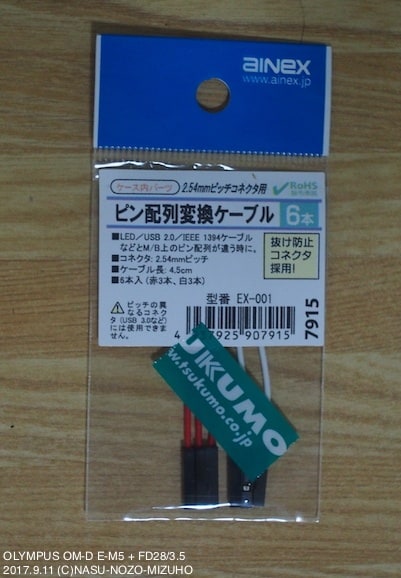 ainex
www.ainex.jp
ケース内パーツ 2.54mmピッチコネクタ用
RoHS
ピン配列変換ケーブル 6本
■LED／USB 2.0／IEEE 1394ケーブル
などとM/B上のピン配列が違う時に。
■コネクタ: 2.54mmピッチ
■ケーブル長: 4.5cm
■6本入 (赤3本、白3本)
抜け防止
コネクタ
採用!
ピッチの異
なるコネク
タ (USB 3.0など)
には使用できま
せん。
型番 EX-001
925 907915
7915
UKUMO
w.tsukumo.co.jp
OLYMPUS OM-D E-M5 + FD28/3.5
2017.9.11 (C)NASU-NOZO-MIZUHO